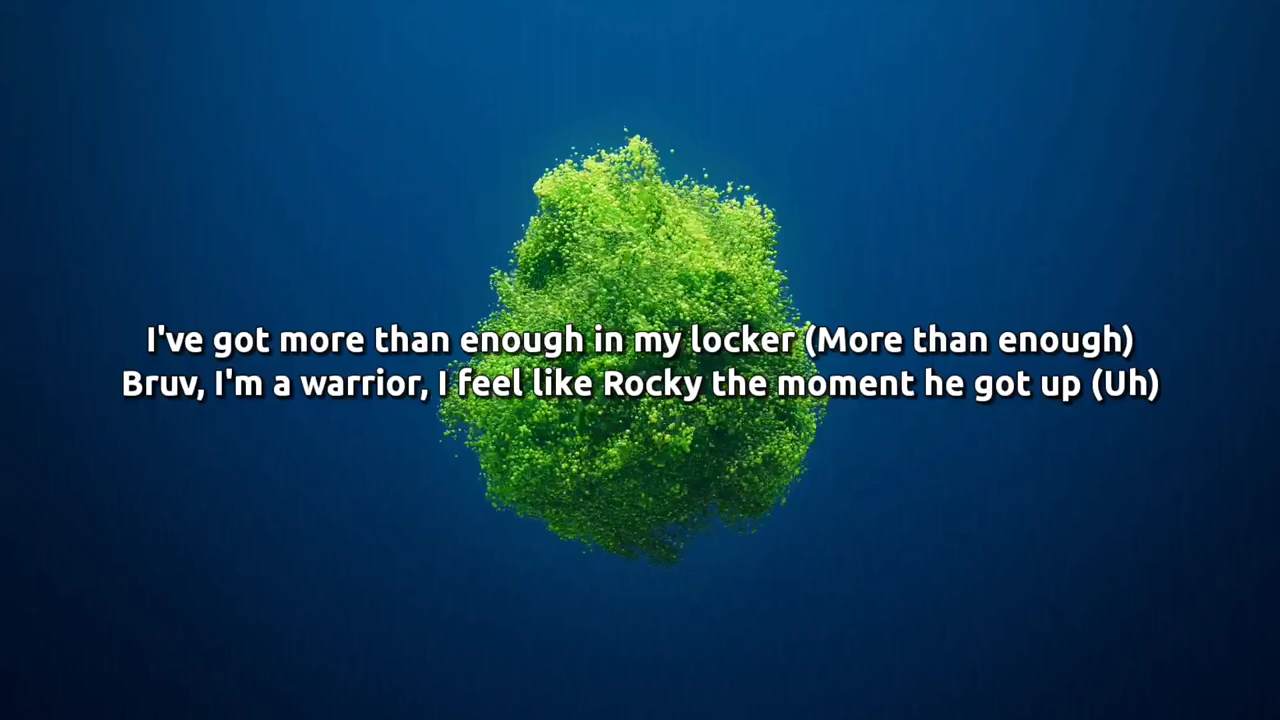 I've got more than enough in my locker (More than enough)
Bruv, I'm a warrior, I feel like Rocky the moment he got up (Uh)